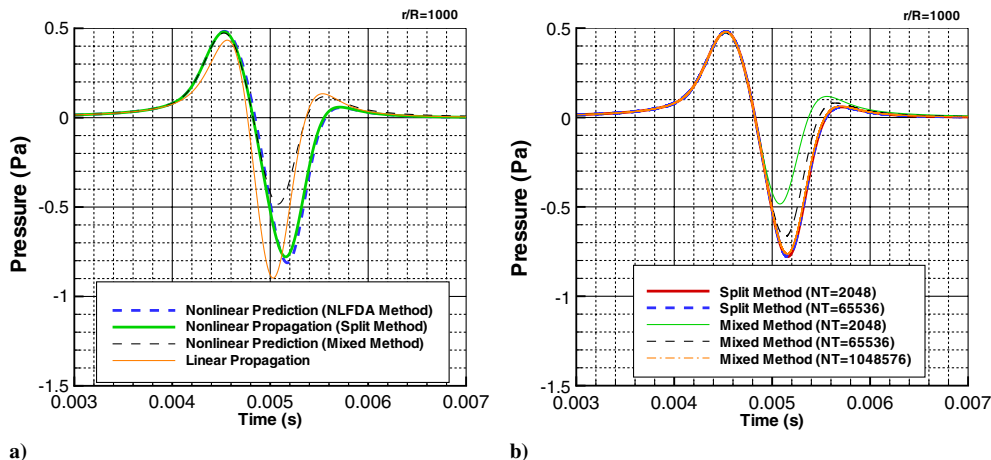 r/R=1000
0.5
0
-0.5
-1
-1.5
Pressure (Pa)
Nonlinear Prediction (NLFDA Method)
Nonlinear Propagation (Split Method)
Nonlinear Prediction (Mixed Method)
Linear Propagation
0.003 0.004 0.005 0.006 0.007
Time (s)
a)
r/R=1000
0.5
0
-0.5
-1
-1.5
Pressure (Pa)
Split Method (NT=2048)
Split Method (NT=65536)
Mixed Method (NT=2048)
Mixed Method (NT=65536)
Mixed Method (NT=1048576)
0.003 0.004 0.005 0.006 0.007
Time (s)
b)